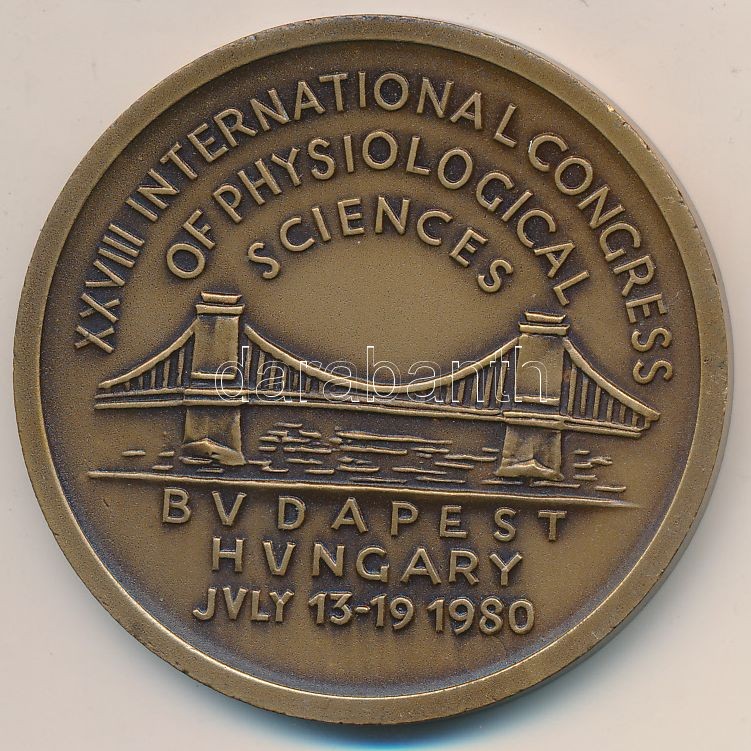 XXVIII INTERNATIONAL CONGRESS
OF PHYSIOLOGICAL
SCIENCES
darabanth
BVDAPEST
HVNGARY
JVLY 13-19 1980